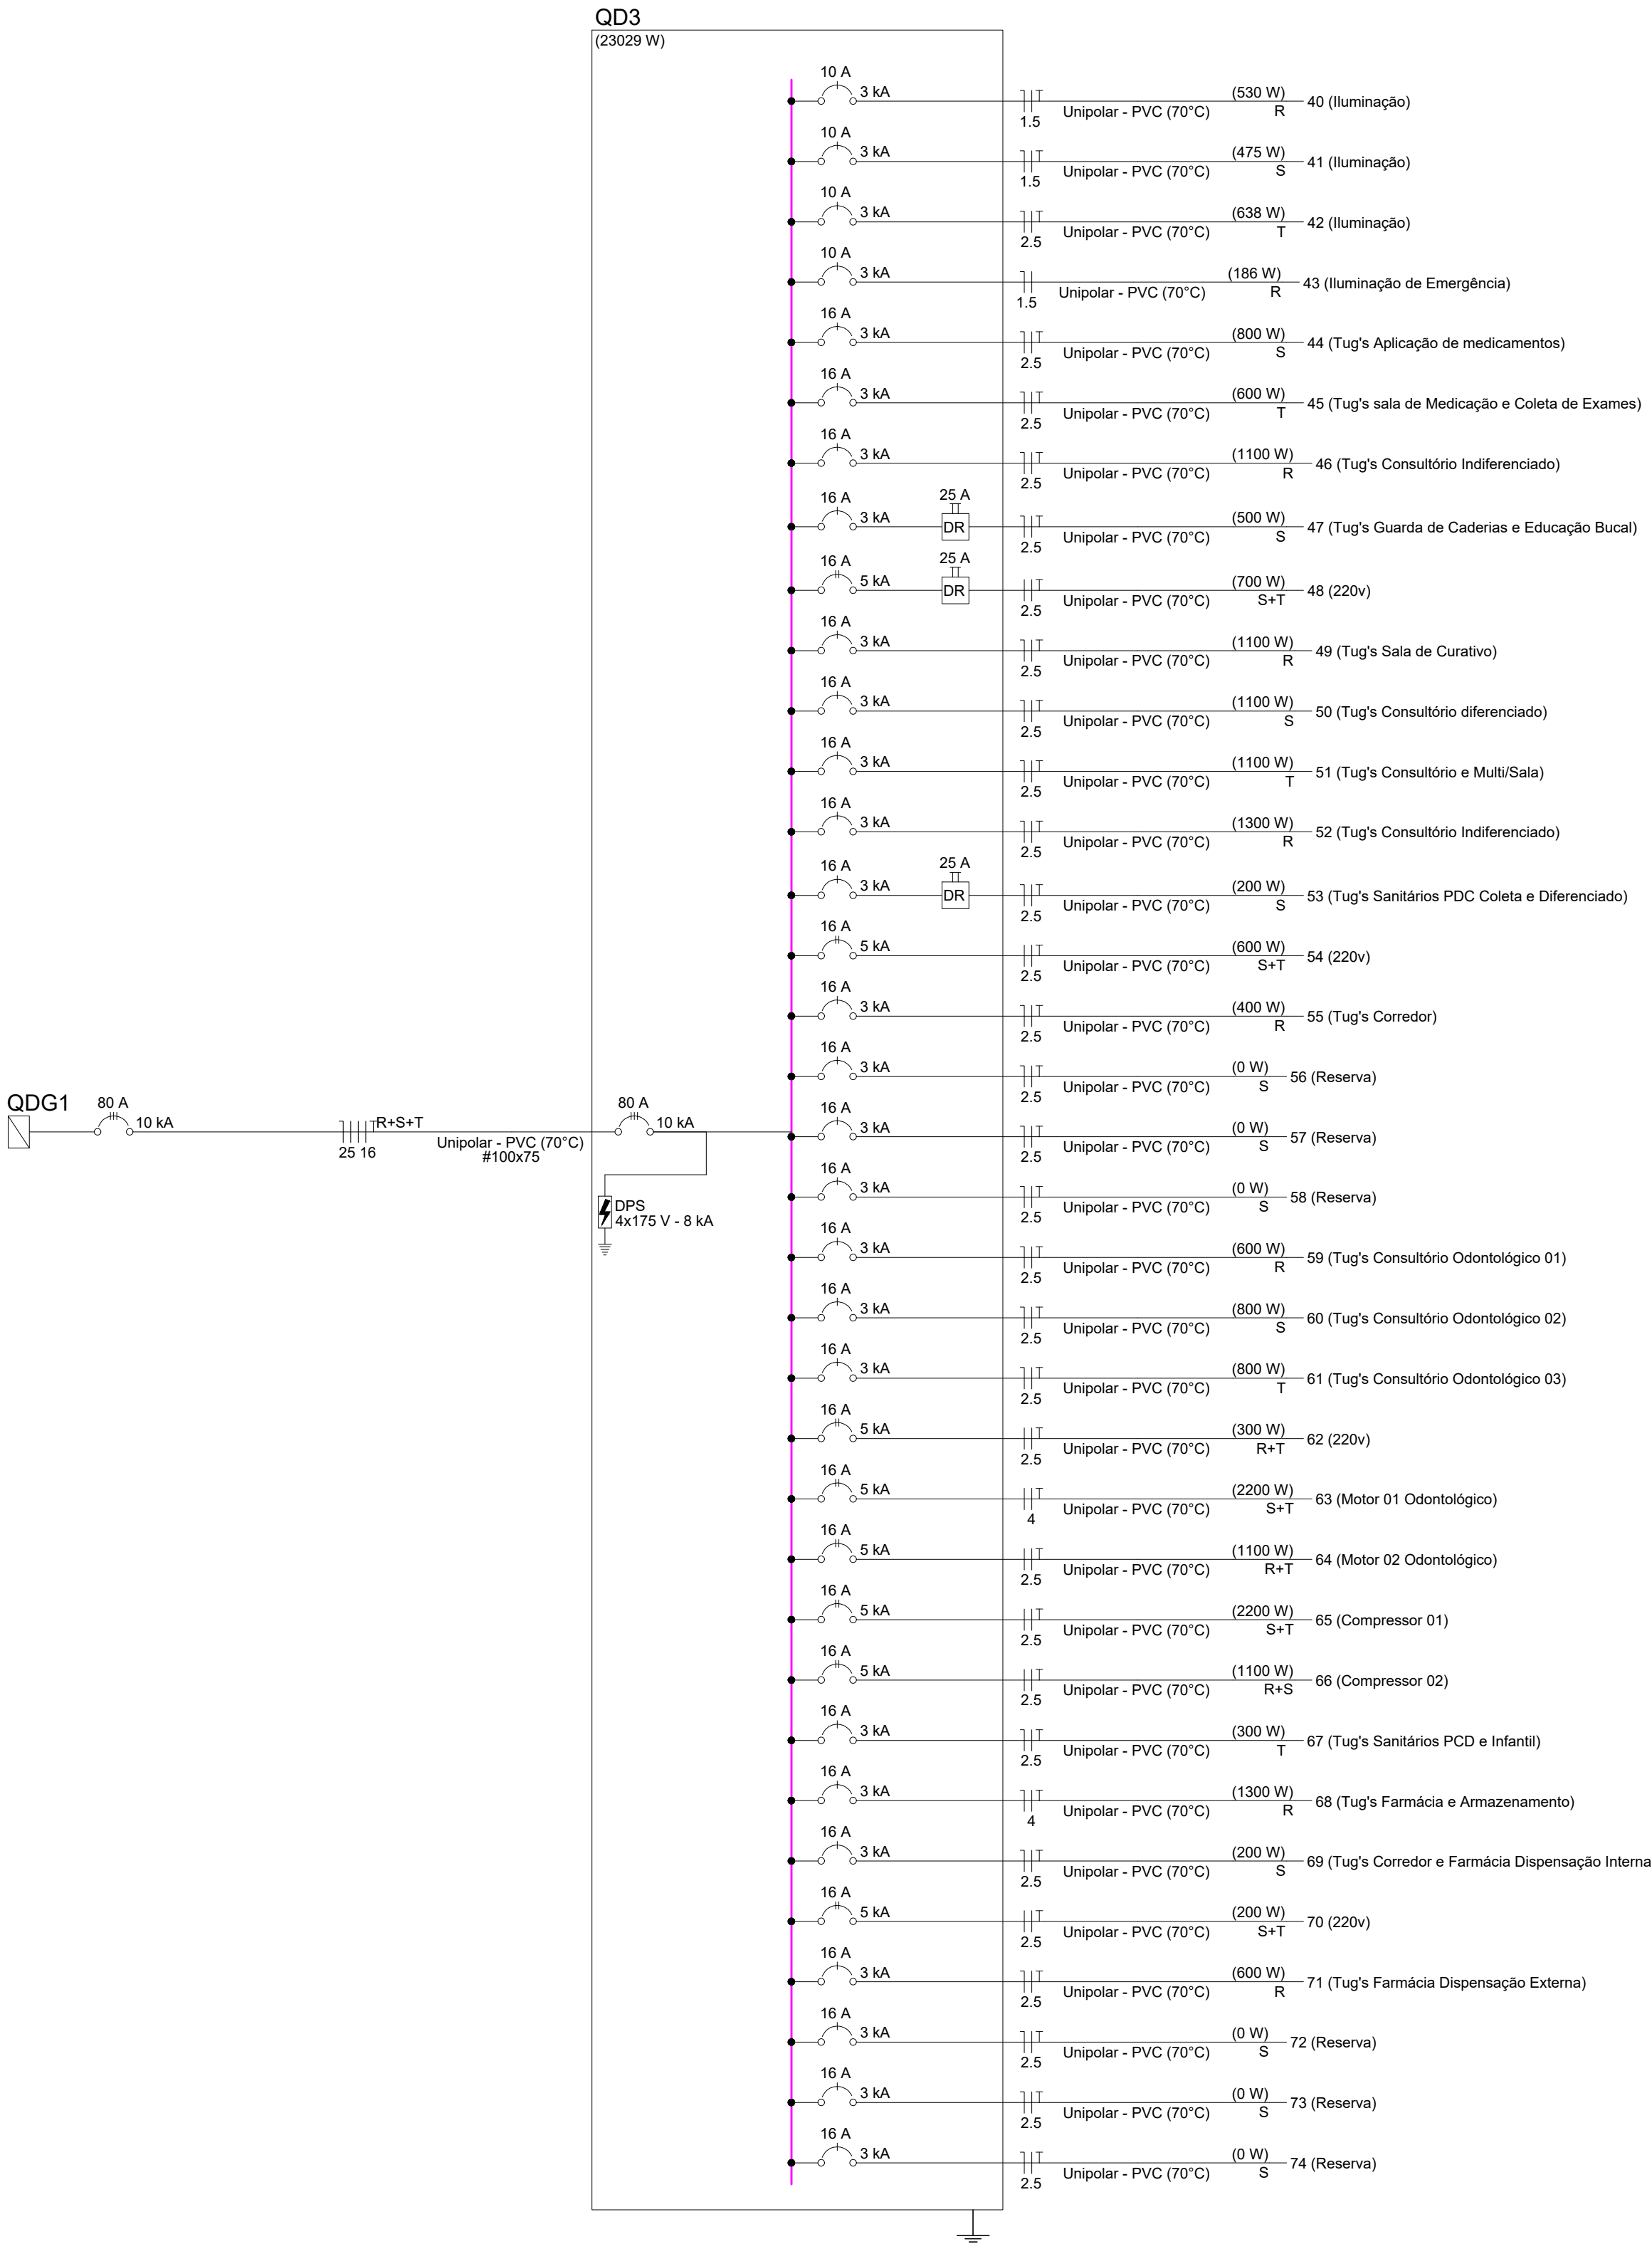 QD3
(23029 W)
10 A
3 kA
1.5
Unipolar - PVC (70°C)
(530 W)
R
40 (Iluminação)
10 A
3 kA
1.5
Unipolar - PVC (70°C)
(475 W)
S
41 (Iluminação)
10 A
3 kA
2.5
Unipolar - PVC (70°C)
(638 W)
T
42 (Iluminação)
10 A
3 kA
1.5
Unipolar - PVC (70°C)
(186 W)
R
43 (Iluminação de Emergência)
16 A
3 kA
2.5
Unipolar - PVC (70°C)
(800 W)
S
44 (Tug's Aplicação de medicamentos)
16 A
3 kA
2.5
Unipolar - PVC (70°C)
(600 W)
T
45 (Tug's sala de Medicação e Coleta de Exames)
16 A
3 kA
2.5
Unipolar - PVC (70°C)
(1100 W)
R
46 (Tug's Consultório Indiferenciado)
16 A
3 kA
25 A
DR
2.5
Unipolar - PVC (70°C)
(500 W)
S
47 (Tug's Guarda de Caderias e Educação Bucal)
16 A
5 kA
25 A
DR
2.5
Unipolar - PVC (70°C)
(700 W)
S+T
48 (220v)
16 A
3 kA
2.5
Unipolar - PVC (70°C)
(1100 W)
R
49 (Tug's Sala de Curativo)
16 A
3 kA
2.5
Unipolar - PVC (70°C)
(1100 W)
S
50 (Tug's Consultório diferenciado)
16 A
3 kA
2.5
Unipolar - PVC (70°C)
(1100 W)
T
51 (Tug's Consultório e Multi/Sala)
16 A
3 kA
2.5
Unipolar - PVC (70°C)
(1300 W)
R
52 (Tug's Consultório Indiferenciado)
16 A
3 kA
25 A
DR
2.5
Unipolar - PVC (70°C)
(200 W)
S
53 (Tug's Sanitários PDC Coleta e Diferenciado)
16 A
5 kA
2.5
Unipolar - PVC (70°C)
(600 W)
S+T
54 (220v)
16 A
3 kA
2.5
Unipolar - PVC (70°C)
(400 W)
R
55 (Tug's Corredor)
16 A
3 kA
2.5
Unipolar - PVC (70°C)
(0 W)
S
56 (Reserva)
QDG1
80 A
10 kA
R+S+T
25 16
Unipolar - PVC (70°C)
#100x75
80 A
10 kA
DPS
4x175 V - 8 kA
16 A
3 kA
2.5
Unipolar - PVC (70°C)
(0 W)
S
57 (Reserva)
16 A
3 kA
2.5
Unipolar - PVC (70°C)
(0 W)
S
58 (Reserva)
16 A
3 kA
2.5
Unipolar - PVC (70°C)
(600 W)
R
59 (Tug's Consultório Odontológico 01)
16 A
3 kA
2.5
Unipolar - PVC (70°C)
(800 W)
S
60 (Tug's Consultório Odontológico 02)
16 A
3 kA
2.5
Unipolar - PVC (70°C)
(800 W)
T
61 (Tug's Consultório Odontológico 03)
16 A
5 kA
2.5
Unipolar - PVC (70°C)
(300 W)
R+T
62 (220v)
16 A
5 kA
4
Unipolar - PVC (70°C)
(2200 W)
S+T
63 (Motor 01 Odontológico)
16 A
5 kA
2.5
Unipolar - PVC (70°C)
(1100 W)
R+T
64 (Motor 02 Odontológico)
16 A
5 kA
2.5
Unipolar - PVC (70°C)
(2200 W)
S+T
65 (Compressor 01)
16 A
5 kA
2.5
Unipolar - PVC (70°C)
(1100 W)
R+S
66 (Compressor 02)
16 A
3 kA
2.5
Unipolar - PVC (70°C)
(300 W)
T
67 (Tug's Sanitários PCD e Infantil)
16 A
3 kA
4
Unipolar - PVC (70°C)
(1300 W)
R
68 (Tug's Farmácia e Armazenamento)
16 A
3 kA
2.5
Unipolar - PVC (70°C)
(200 W)
S
69 (Tug's Corredor e Farmácia Dispensação Interna
16 A
5 kA
2.5
Unipolar - PVC (70°C)
(200 W)
S+T
70 (220v)
16 A
3 kA
2.5
Unipolar - PVC (70°C)
(600 W)
R
71 (Tug's Farmácia Dispensação Externa)
16 A
3 kA
2.5
Unipolar - PVC (70°C)
(0 W)
S
72 (Reserva)
16 A
3 kA
2.5
Unipolar - PVC (70°C)
(0 W)
S
73 (Reserva)
16 A
3 kA
2.5
Unipolar - PVC (70°C)
(0 W)
S
74 (Reserva)